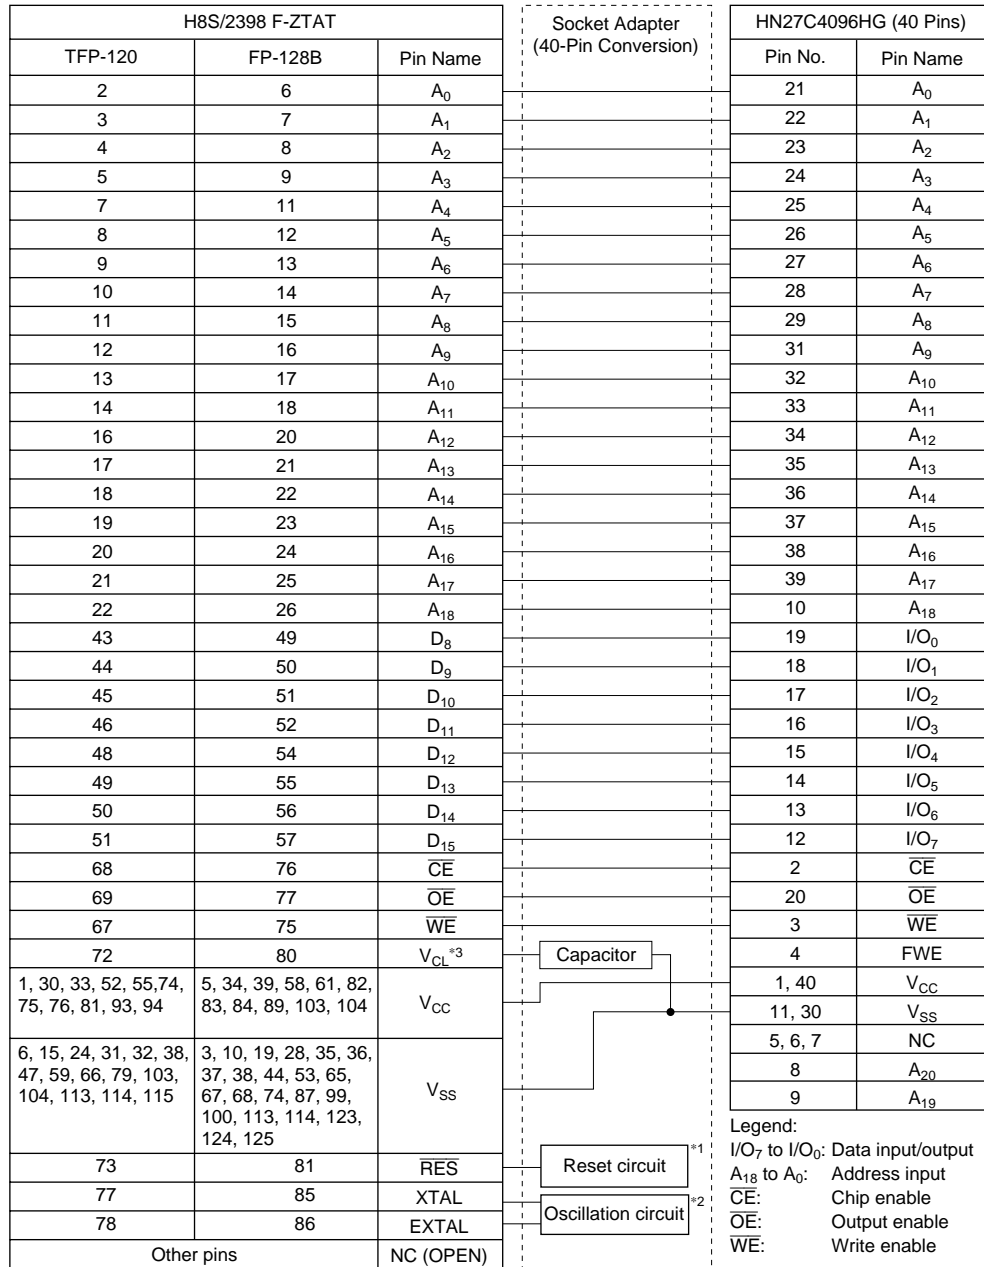 H8S/2398 F-ZTAT Socket Adapter (40-Pin Conversion) HN27C4096HG (40 Pins)
TFP-120 FP-128B Pin Name Pin No. Pin Name
2 6 A0 21 A0
3 7 A1 22 A1
4 8 A2 23 A2
5 9 A3 24 A3
7 11 A4 25 A4
8 12 A5 26 A5
9 13 A6 27 A6
10 14 A7 28 A7
11 15 A8 29 A8
12 16 A9 31 A9
13 17 A10 32 A10
14 18 A11 33 A11
16 20 A12 34 A12
17 21 A13 35 A13
18 22 A14 36 A14
19 23 A15 37 A15
20 24 A16 38 A16
21 25 A17 39 A17
22 26 A18 10 A18
43 49 D8 19 I/O0
44 50 D9 18 I/O1
45 51 D10 17 I/O2
46 52 D11 16 I/O3
48 54 D12 15 I/O4
49 55 D13 14 I/O5
50 56 D14 13 I/O6
51 57 D15 12 I/O7
68 76 CE 2 CE
69 77 OE 20 OE
67 75 WE 3 WE
72 80 VCL*3 Capacitor 4 FWE
1, 30, 33, 52, 55,74, 75, 76, 81, 93, 94
5, 34, 39, 58, 61, 82, 83, 84, 89, 103, 104
VCC
1, 40 VCC
11, 30 VSS
5, 6, 7 NC
8 A20
9 A19
6, 15, 24, 31, 32, 38, 47, 59, 66, 79, 103, 104, 113, 114, 115
3, 10, 19, 28, 35, 36, 37, 38, 44, 53, 65, 67, 68, 74, 87, 99, 100, 113, 114, 123, 124, 125
VSS
73 81 RES Reset circuit *1
77 85 XTAL Oscillation circuit *2
78 86 EXTAL
Other pins NC (OPEN)
Legend:
I/O7 to I/O0: Data input/output
A18 to A0: Address input
CE: Chip enable
OE: Output enable
WE: Write enable